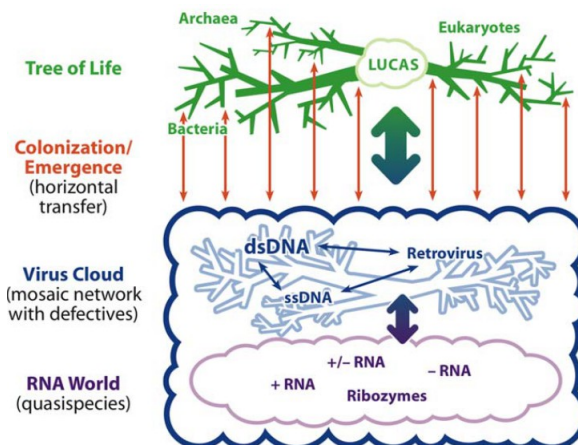 Archaea
Eukaryotes
Tree of Life
LUCAS
Bacteria
Colonization/
Emergence
(horizontal
transfer)
dsDNA
Retrovirus
Virus Cloud
(mosaic network
with defectives)
ssDNA
+/– RNA
+ RNA
– RNA
Ribozymes
RNA World
(quasispecies)